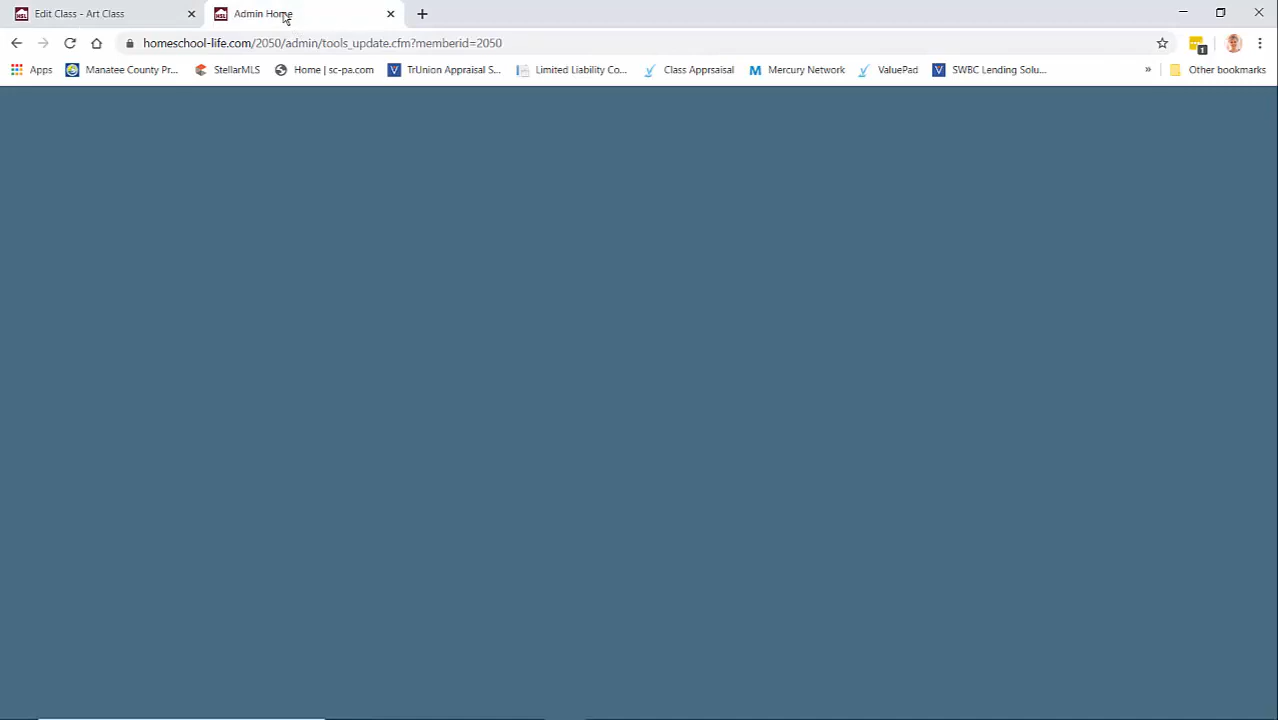 Edit Class - Art Class
Admin Home
homeschool-life.com/2050/admin/tools_update.cfm?memberid=2050
1
Apps
Manatee County Pr...
StellarMLS
Home | sc-pa.com
TrUnion Appraisal S...
Limited Liability Co...
Class Apprsaisal
Mercury Network
ValuePad
SWBC Lending Solu...
»
Other bookmarks